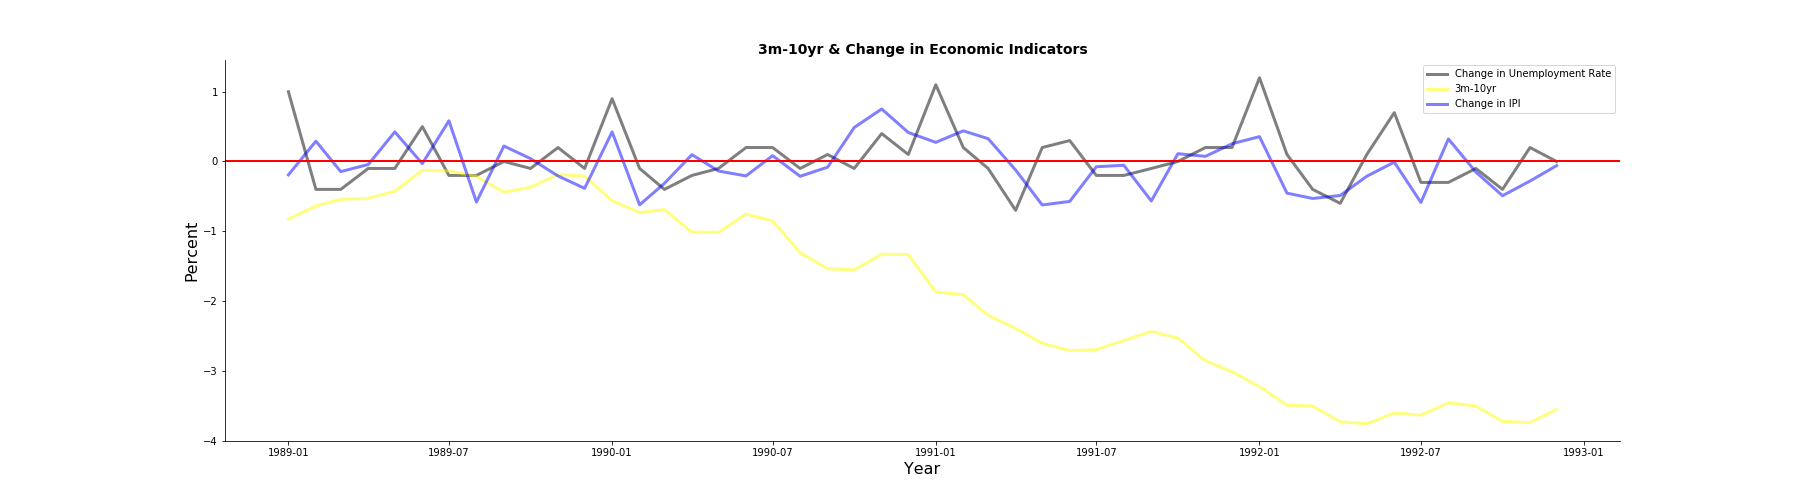 3m-10yr & Change in Economic Indicators
Change in Unemployment Rate
3m-10yr
Change in IPI
Percent
1
0
−1
−2
−3
−4
1989-01
1989-07
1990-01
1990-07
1991-01
1991-07
1992-01
1992-07
1993-01
Year